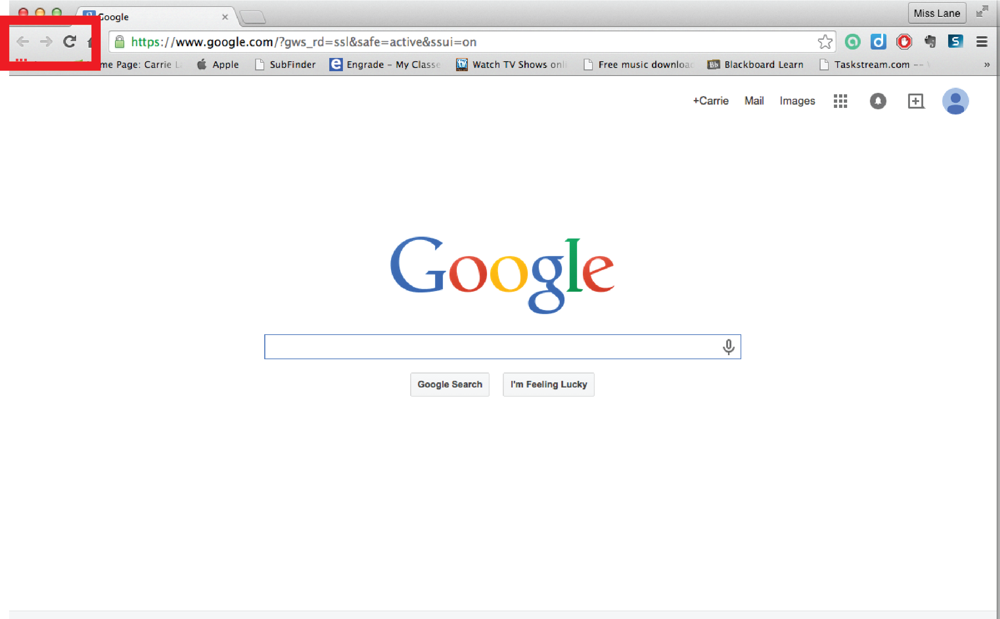 Google
Miss Lane
https://www.google.com/?gws_rd=ssl&safe=active&ssui=on
me Page: Carrie L
Apple
SubFinder
Engrade – My Classe
Watch TV Shows onli
Free music downloa
Blackboard Learn
Taskstream.com --
+Carrie Mail Images
Google
Google Search I'm Feeling Lucky